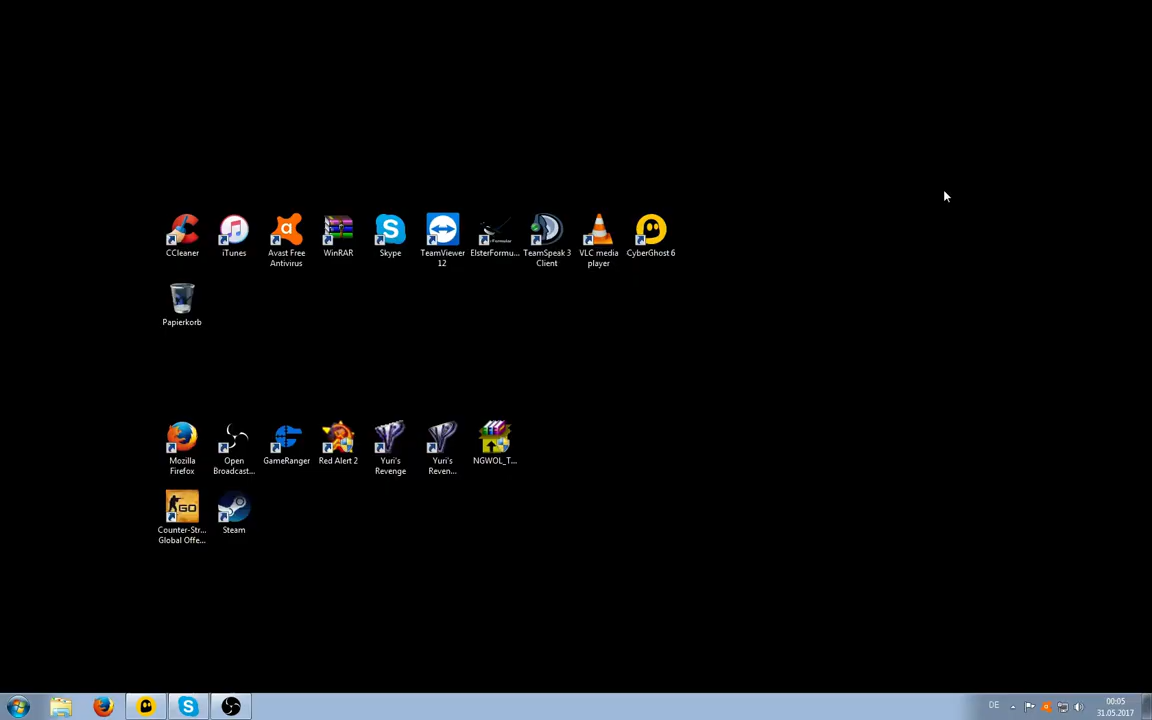 CCleaner
iTunes
Avast Free
Antivirus
WinRAR
Skype
TeamViewer
12
ElsterFormu...
TeamSpeak 3
Client
VLC media
player
CyberGhost 6
Papierkorb
Mozilla
Firefox
Open
Broadcast...
GameRanger
Red Alert 2
Yuri's
Revenge
Yuri's
Reven...
NGWOL_T...
GO
Counter-Str...
Global Offe...
Steam
DE
00:05
31.05.2017